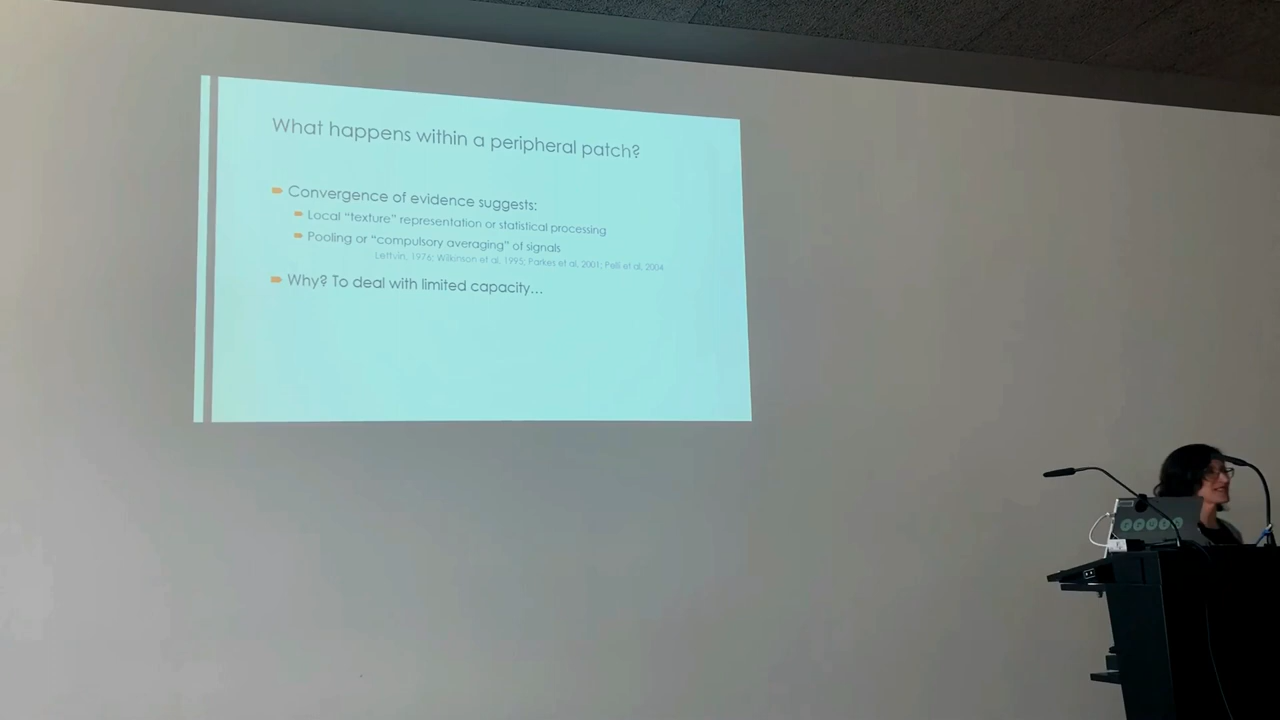 What happens within a peripheral patch?
Convergence of evidence suggests:
Local “texture” representation or statistical processing
Pooling or “compulsory averaging” of signals
Lettvin, 1976; Wilkinson et al, 1995; Parkes et al, 2001; Pelli et al, 2004
Why? To deal with limited capacity…